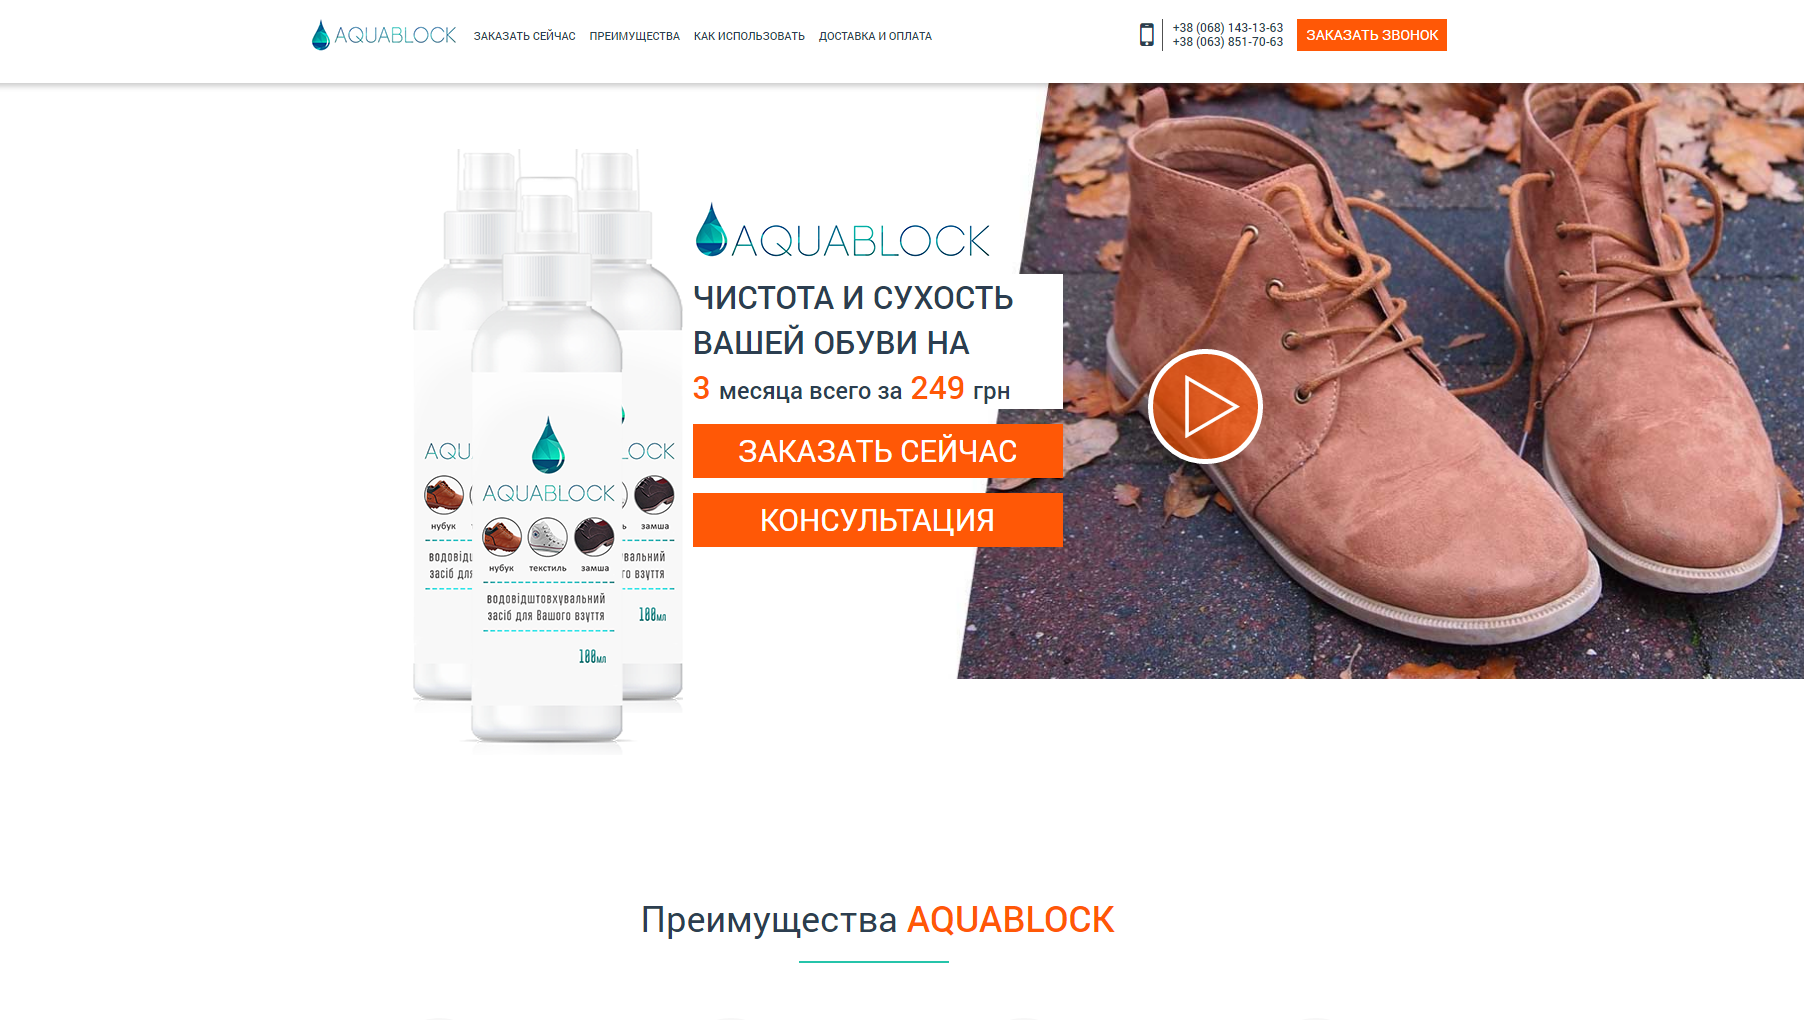 AQUABLOCK
ЗАКАЗАТЬ СЕЙЧАС ПРЕИМУЩЕСТВА КАК ИСПОЛЬЗОВАТЬ ДОСТАВКА И ОПЛАТА
+38 (068) 143-13-63
+38 (063) 851-70-63
ЗАКАЗАТЬ ЗВОНОК
AQUABLOCK
ЧИСТОТА И СУХОСТЬ
ВАШЕЙ ОБУВИ НА
3 месяца всего за 249 грн
ЗАКАЗАТЬ СЕЙЧАС
КОНСУЛЬТАЦИЯ
AQUABLOCK
нубук текстиль замша
водовідштовхувальний
засіб для Вашого взуття
100мл
AQU
нубук
водовід
засіб для
LOCK
замша
вальний
го взуття
100мл
Преимущества AQUABLOCK